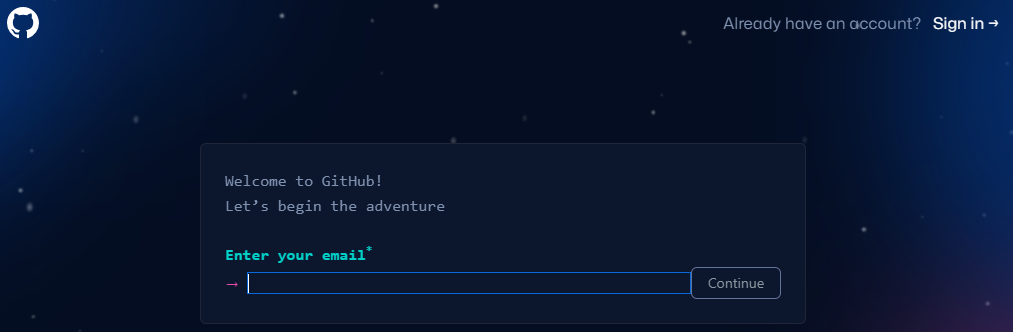 Already have an account? Sign in →
Welcome to GitHub!
Let’s begin the adventure
Enter your email*
→
Continue